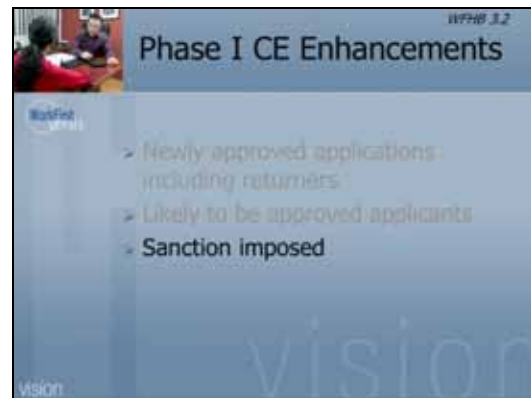 WFHB 3.2
Phase I CE Enhancements
WorkFirst
Newly approved applications
including returners
Likely to be approved applicants
Sanction imposed
vision
vision